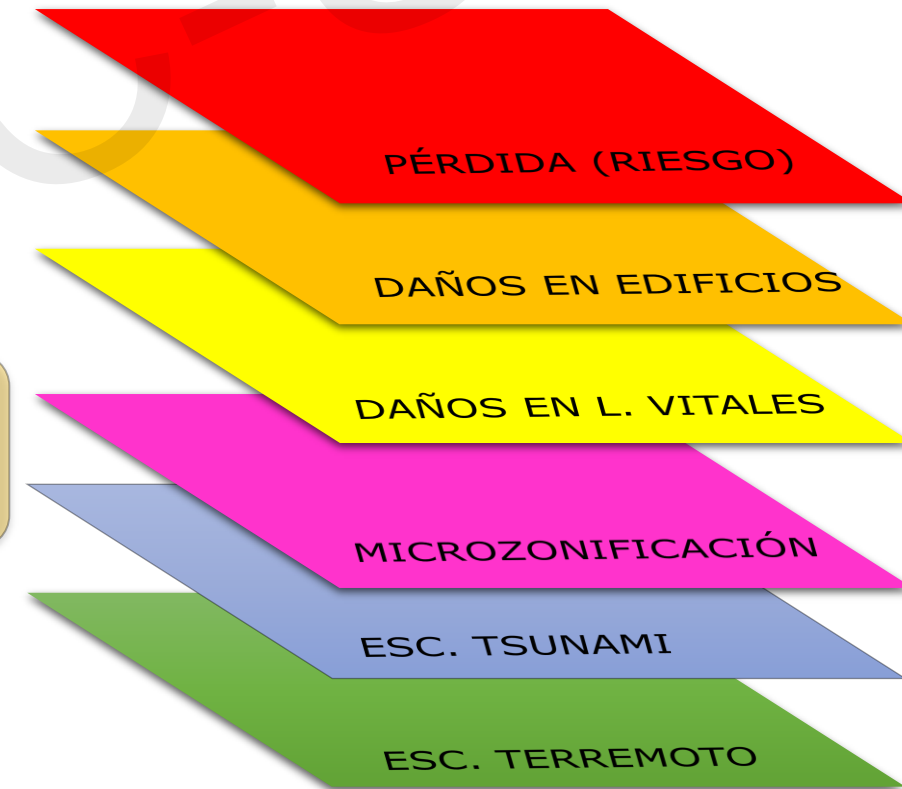 PÉRDIDA (RIESGO)
DAÑOS EN EDIFICIOS
DAÑOS EN L. VITALES
MICROZONIFICACIÓN
ESC. TSUNAMI
ESC. TERREMOTO